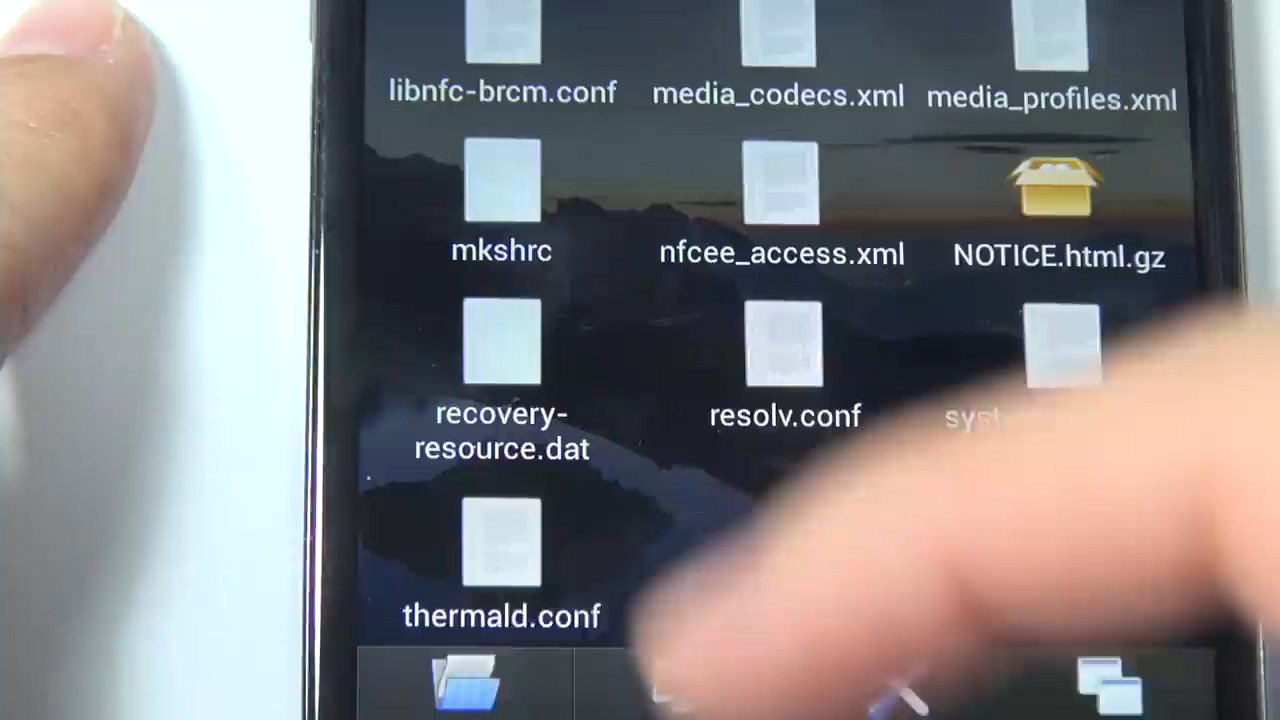 libnfc-brcm.conf media_codecs.xml media_profiles.xml
mkshrc nfcee_access.xml NOTICE.html.gz
recovery- resolv.conf
resource.dat
thermald.conf